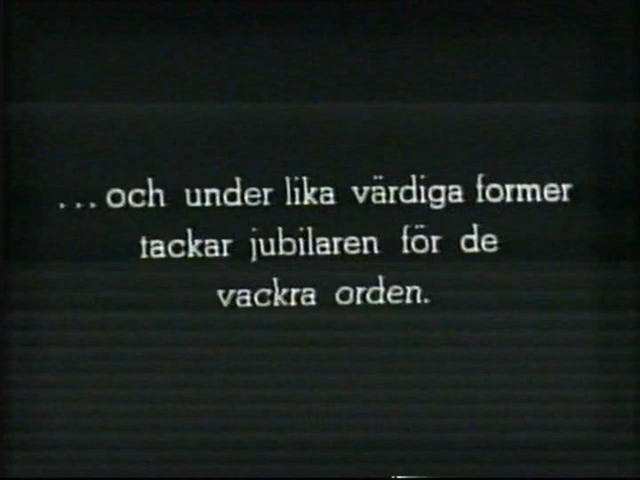 ...och under lika värdiga former
tackar jubilaren för de
vackra orden.